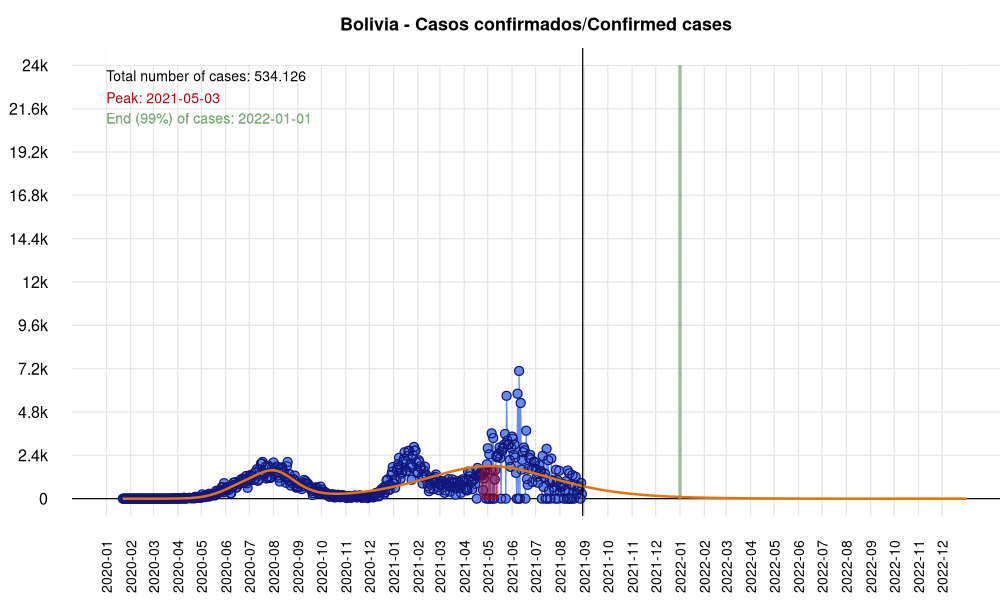 Bolivia - Casos confirmados/Confirmed cases
24k
21.6k
19.2k
16.8k
14.4k
12k
9.6k
7.2k
4.8k
2.4k
0
Total number of cases: 534.126
Peak: 2021-05-03
End (99%) of cases: 2022-01-01
2020-01
2020-02
2020-03
2020-04
2020-05
2020-06
2020-07
2020-08
2020-09
2020-10
2020-11
2020-12
2021-01
2021-02
2021-03
2021-04
2021-05
2021-06
2021-07
2021-08
2021-09
2021-10
2021-11
2021-12
2022-01
2022-02
2022-03
2022-04
2022-05
2022-06
2022-07
2022-08
2022-09
2022-10
2022-11
2022-12